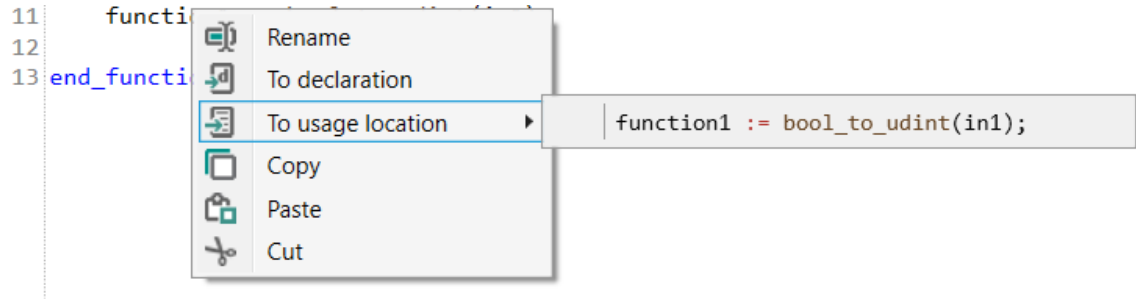 11 functi
Rename
12
13 end_functi
To declaration
To usage location
function1 := bool_to_udint(in1);
Copy
Paste
Cut